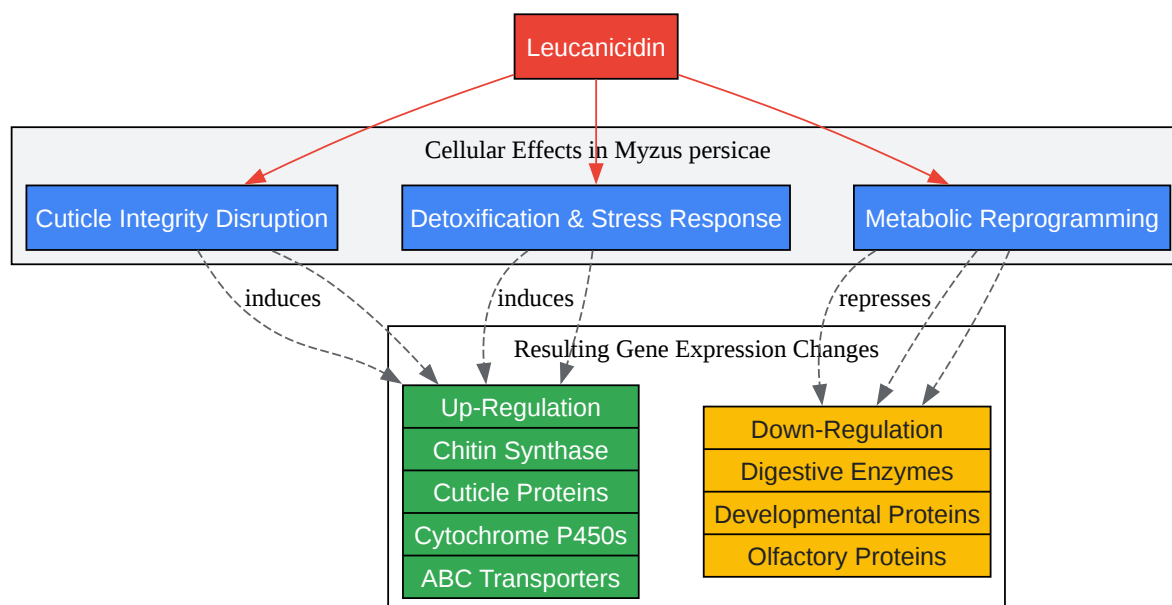 Leucanicidin
Cellular Effects in Myzus persicae
Cuticle Integrity Disruption
Detoxification & Stress Response
Metabolic Reprogramming
induces
induces
represses
Resulting Gene Expression Changes
Up-Regulation
Chitin Synthase
Cuticle Proteins
Cytochrome P450s
ABC Transporters
Down-Regulation
Digestive Enzymes
Developmental Proteins
Olfactory Proteins